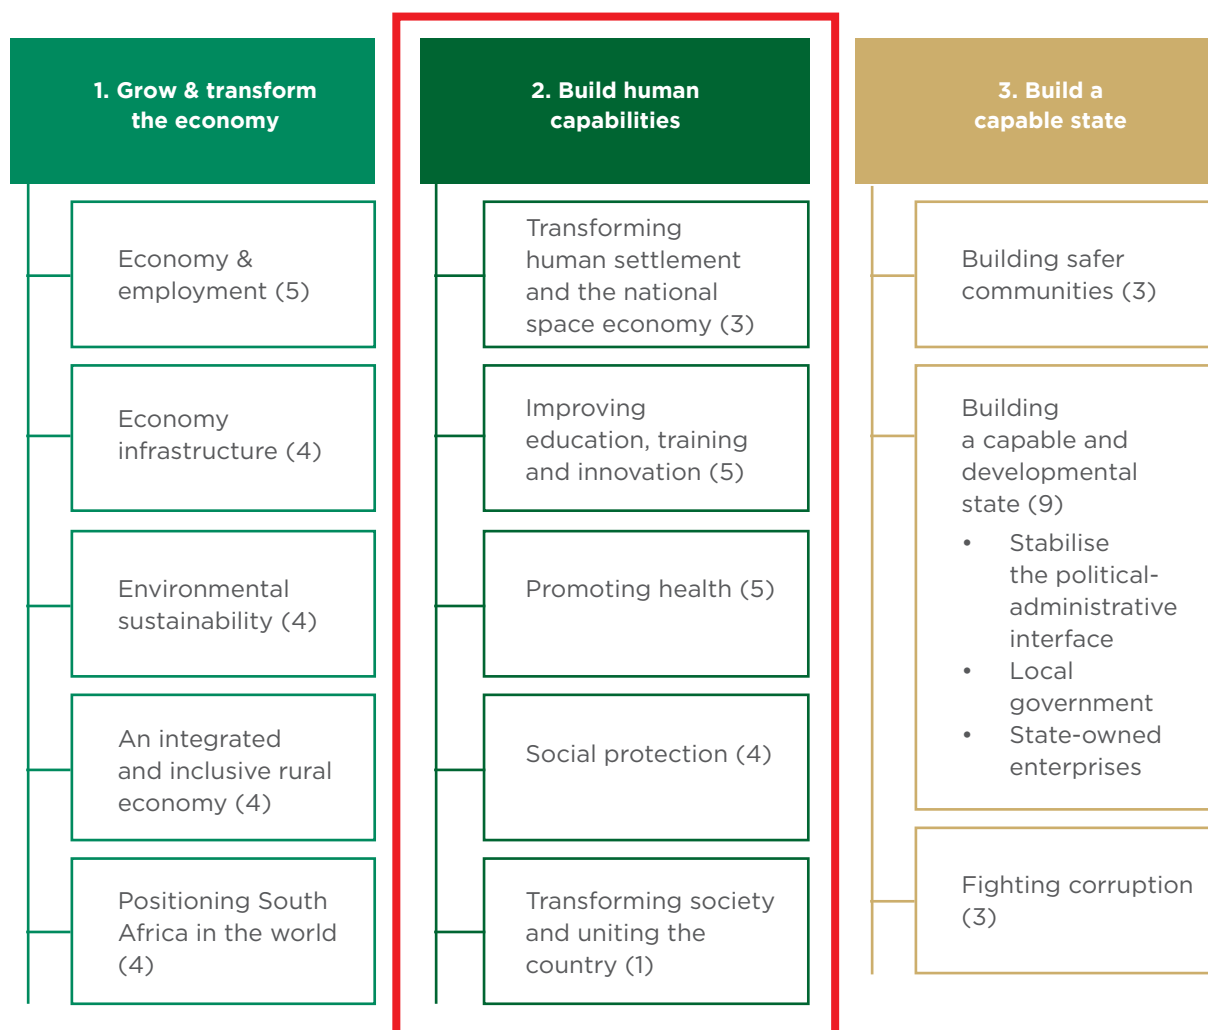 1. Grow & transform
the economy
Economy &
employment (5)
Economy
infrastructure (4)
Environmental
sustainability (4)
An integrated
and inclusive rural
economy (4)
Positioning South
Africa in the world
(4)
2. Build human
capabilities
Transforming
human settlement
and the national
space economy (3)
Improving
education, training
and innovation (5)
Promoting health (5)
Social protection (4)
Transforming society
and uniting the
country (1)
3. Build a
capable state
Building safer
communities (3)
Building
a capable and
developmental
state (9)
• Stabilise
the political-
administrative
interface
• Local
government
• State-owned
enterprises
Fighting corruption
(3)